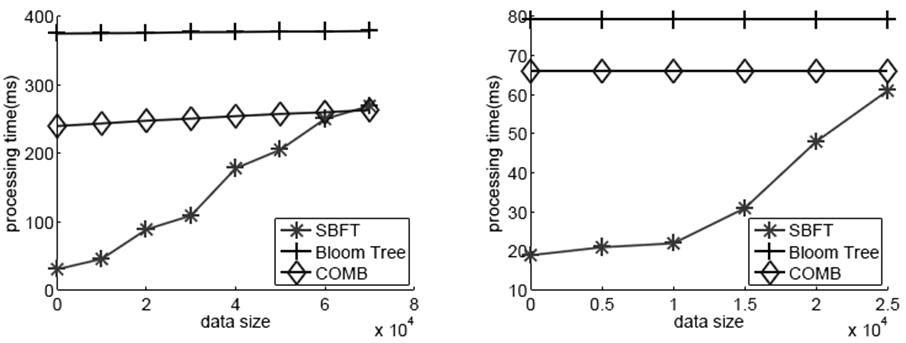 400
300
200
100
0
processing time(ms)
0 2 4 6 8
data size
x 10^4
SBFT
Bloom Tree
COMB
80
70
60
50
40
30
20
10
processing time(ms)
0 0.5 1 1.5 2 2.5
data size
x 10^4
SBFT
Bloom Tree
COMB